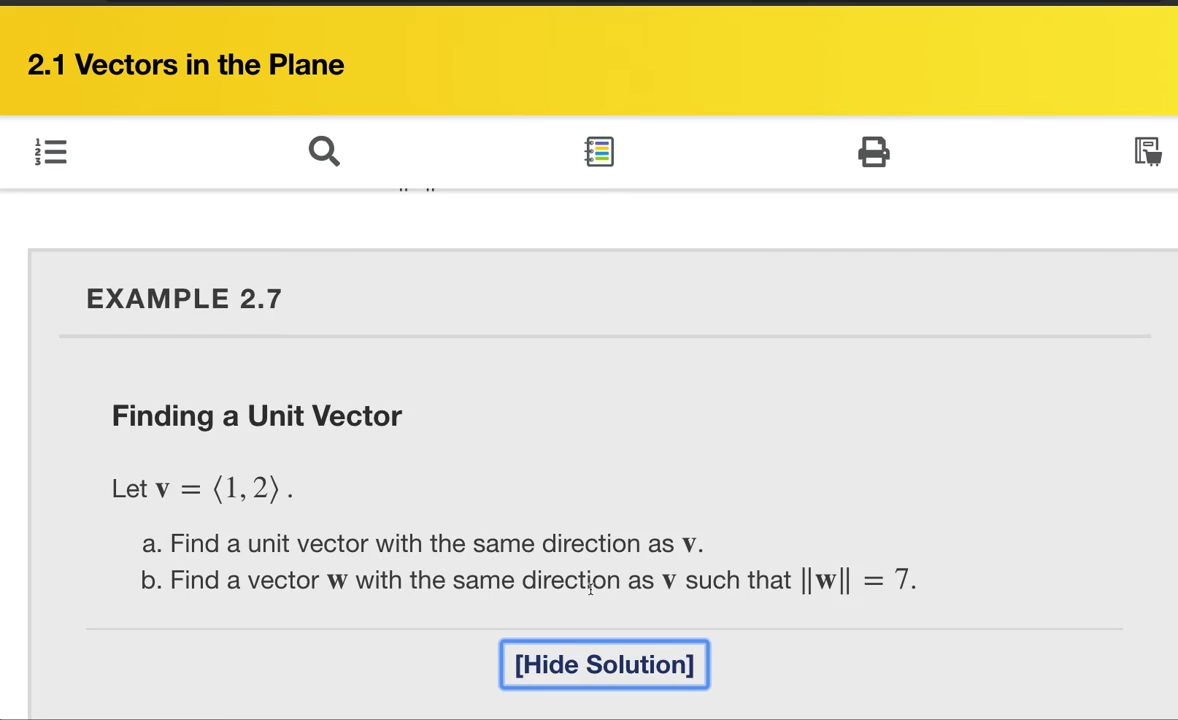 2.1 Vectors in the Plane
EXAMPLE 2.7
Finding a Unit Vector
Let v = ⟨1, 2⟩ .
a. Find a unit vector with the same direction as v.
b. Find a vector w with the same direction as v such that ‖w‖ = 7.
[Hide Solution]